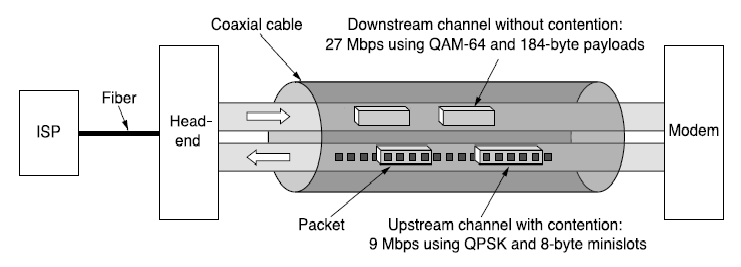 Coaxial cable
Downstream channel without contention:
27 Mbps using QAM-64 and 184-byte payloads
ISP
Fiber
Head-
end
Modem
Packet
Upstream channel with contention:
9 Mbps using QPSK and 8-byte minislots